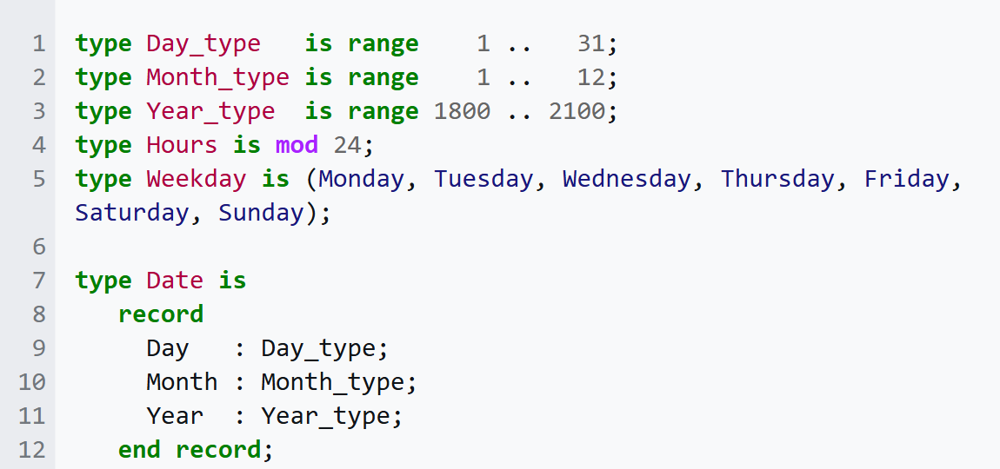 1 type Day_type   is range    1 ..   31;
2 type Month_type is range    1 ..   12;
3 type Year_type  is range 1800 .. 2100;
4 type Hours is mod 24;
5 type Weekday is (Monday, Tuesday, Wednesday, Thursday, Friday,
Saturday, Sunday);
6
7 type Date is
8    record
9      Day   : Day_type;
10      Month : Month_type;
11      Year  : Year_type;
12    end record;